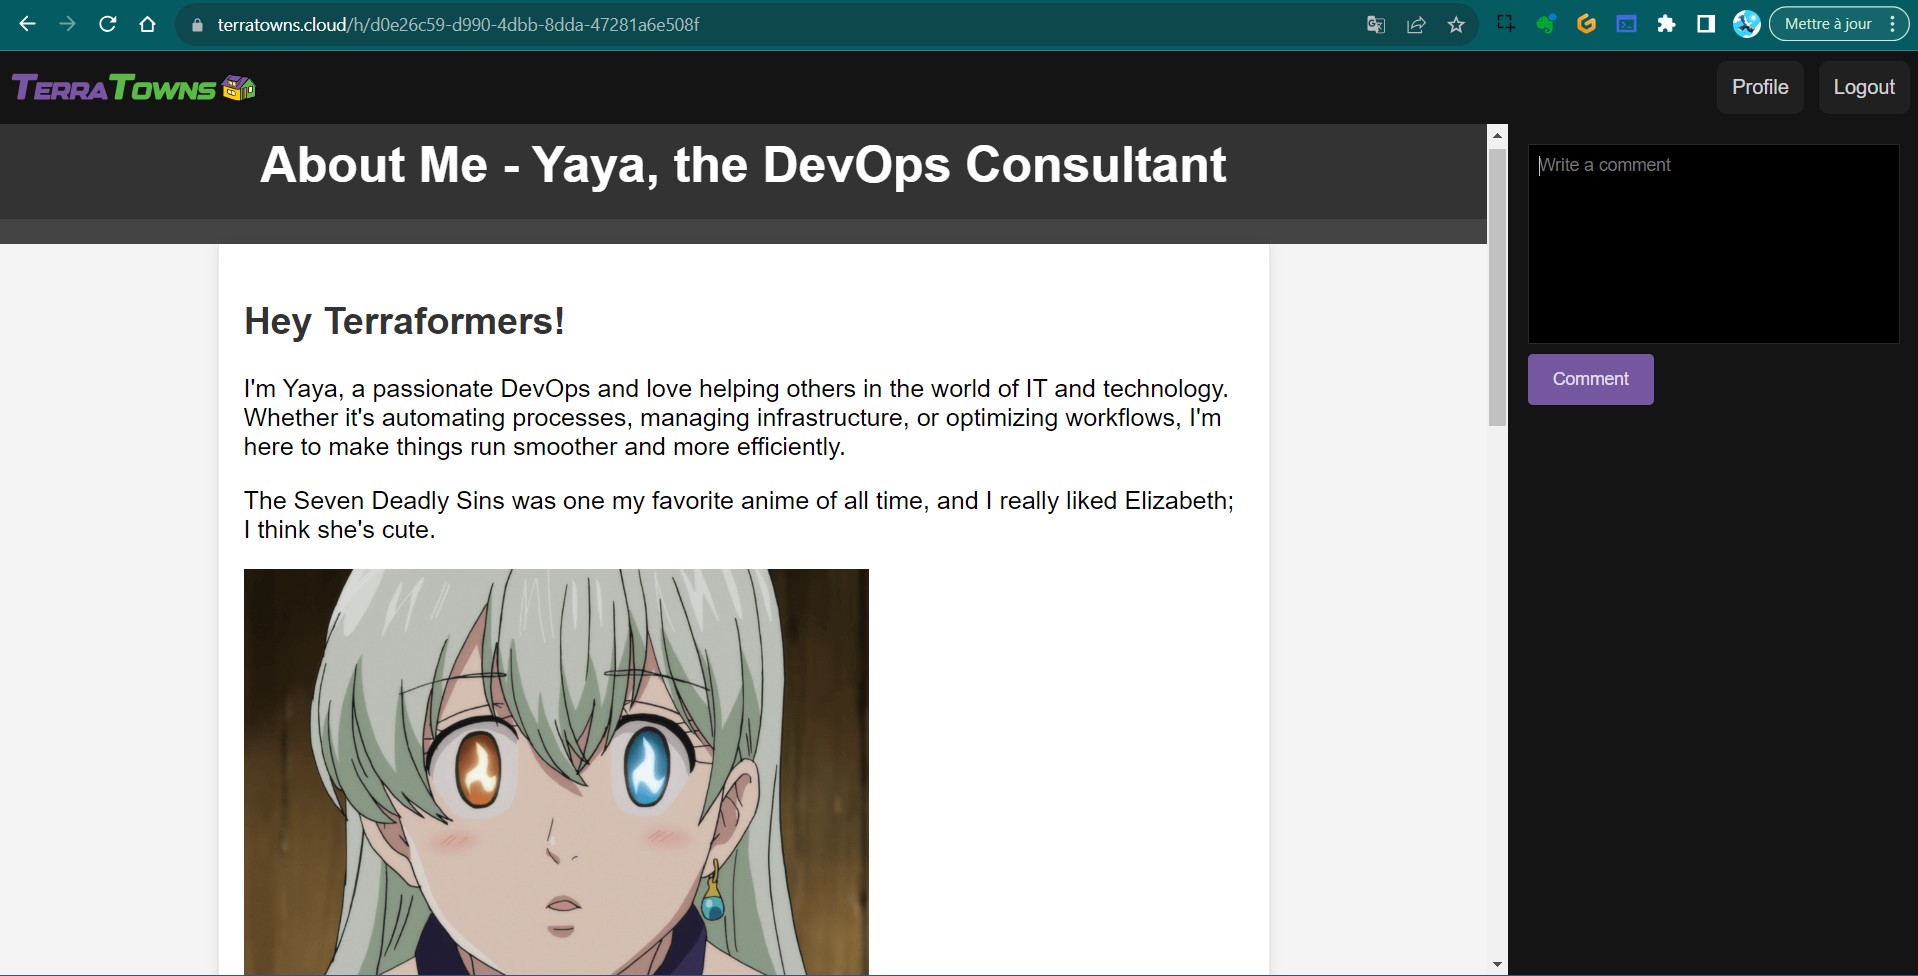 terratowns.cloud/h/d0e26c59-d990-4dbb-8dda-47281a6e508f
Mettre à jour
TERRATOWNS
Profile
Logout
About Me - Yaya, the DevOps Consultant
Write a comment
Comment
Hey Terraformers!
I'm Yaya, a passionate DevOps and love helping others in the world of IT and technology.
Whether it's automating processes, managing infrastructure, or optimizing workflows, I'm
here to make things run smoother and more efficiently.
The Seven Deadly Sins was one my favorite anime of all time, and I really liked Elizabeth;
I think she's cute.